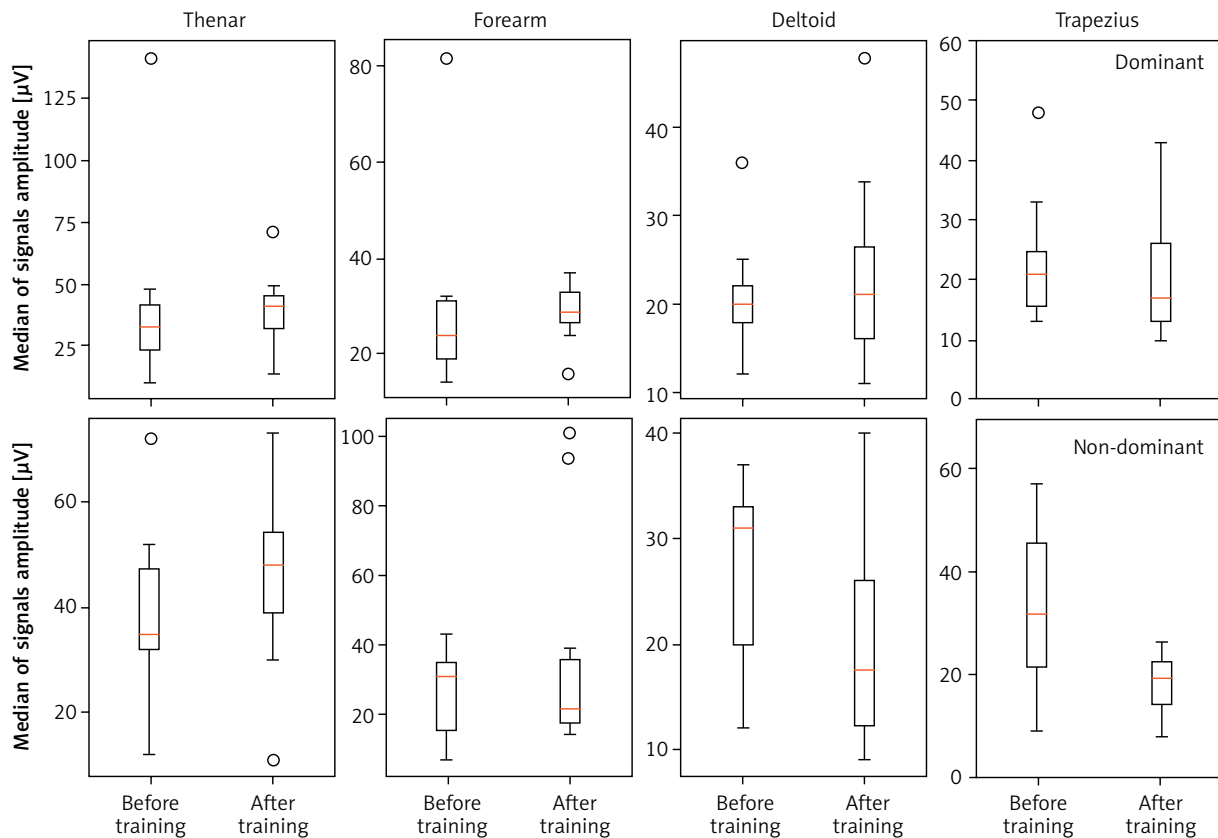 Thenar
Forearm
Deltoid
Trapezius
Median of signals amplitude [µV]
125
100
75
50
25
80
60
40
20
40
30
20
10
60
50
40
30
20
10
0
Dominant
Median of signals amplitude [µV]
60
40
20
100
80
60
40
20
40
30
20
10
60
40
20
0
Non-dominant
Before
training
After
training
Before
training
After
training
Before
training
After
training
Before
training
After
training